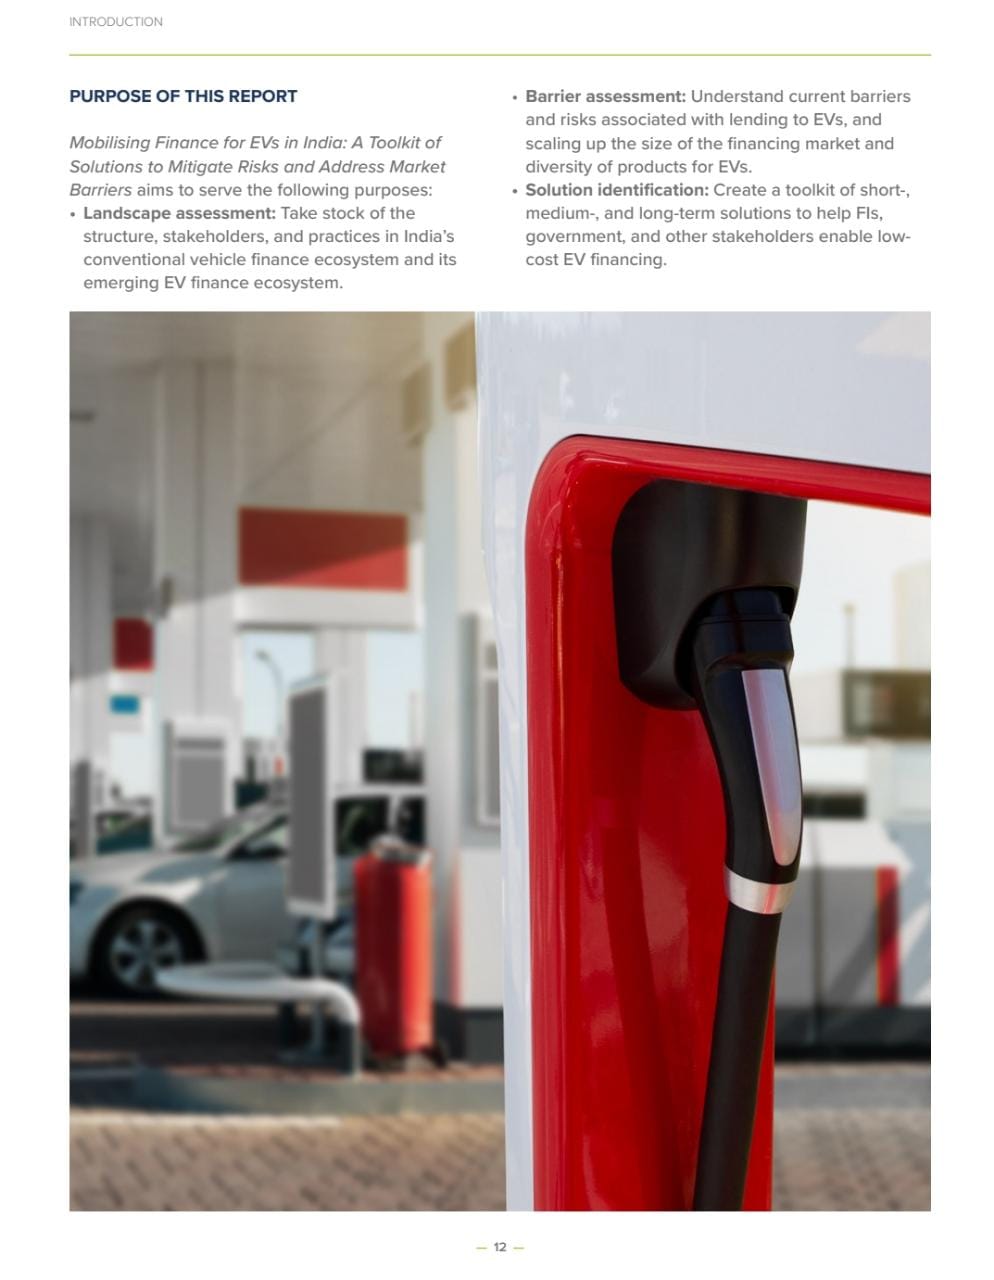 INTRODUCTION
PURPOSE OF THIS REPORT
Mobilising Finance for EVs in India: A Toolkit of
Solutions to Mitigate Risks and Address Market
Barriers aims to serve the following purposes:
• Landscape assessment: Take stock of the
structure, stakeholders, and practices in India’s
conventional vehicle finance ecosystem and its
emerging EV finance ecosystem.
• Barrier assessment: Understand current barriers
and risks associated with lending to EVs, and
scaling up the size of the financing market and
diversity of products for EVs.
• Solution identification: Create a toolkit of short-,
medium-, and long-term solutions to help FIs,
government, and other stakeholders enable low-
cost EV financing.
— 12 —